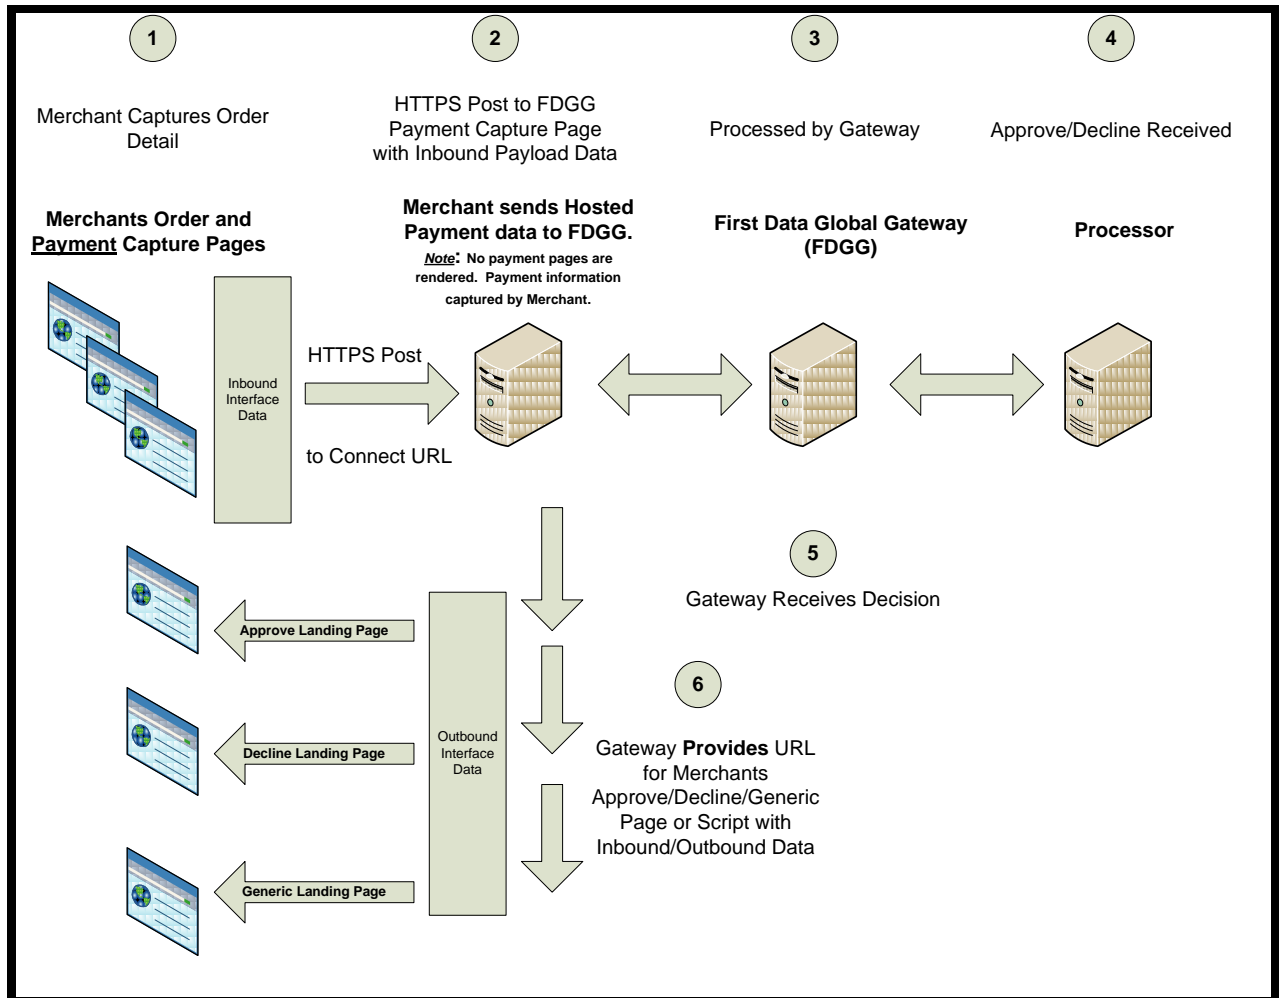 1
2
3
4
Merchant Captures Order
Detail
HTTPS Post to FDGG
Payment Capture Page
with Inbound Payload Data
Processed by Gateway
Approve/Decline Received
Merchants Order and
Payment Capture Pages
Merchant sends Hosted
Payment data to FDGG.
Note: No payment pages are
rendered. Payment information
captured by Merchant.
First Data Global Gateway
(FDGG)
Processor
Inbound
Interface
Data
HTTPS Post
to Connect URL
5
Gateway Receives Decision
Approve Landing Page
Decline Landing Page
Generic Landing Page
Outbound
Interface
Data
6
Gateway Provides URL
for Merchants
Approve/Decline/Generic
Page or Script with
Inbound/Outbound Data